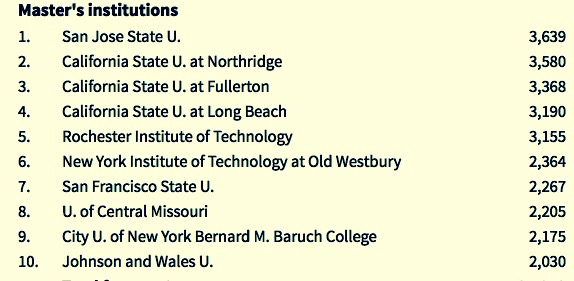 Master's institutions
1. San Jose State U. 3,639
2. California State U. at Northridge 3,580
3. California State U. at Fullerton 3,368
4. California State U. at Long Beach 3,190
5. Rochester Institute of Technology 3,155
6. New York Institute of Technology at Old Westbury 2,364
7. San Francisco State U. 2,267
8. U. of Central Missouri 2,205
9. City U. of New York Bernard M. Baruch College 2,175
10. Johnson and Wales U. 2,030